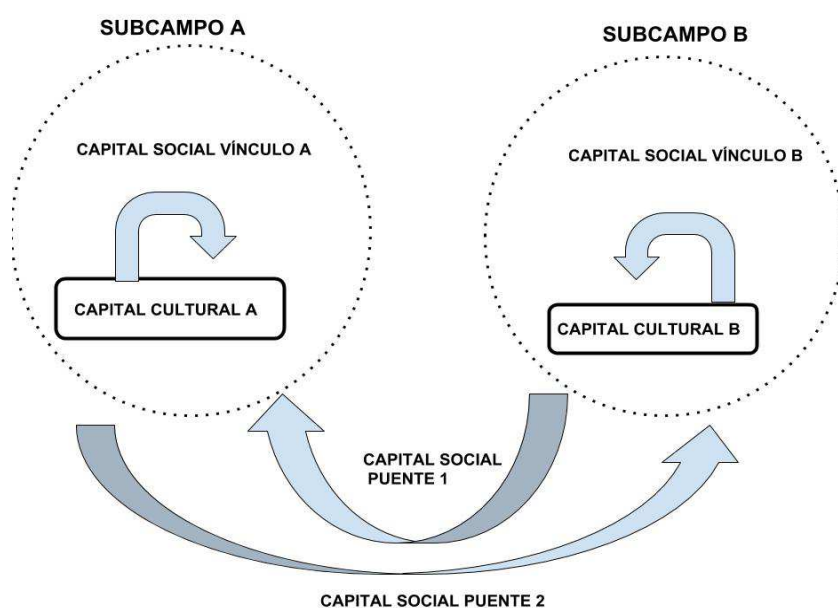 SUBCAMPO A
SUBCAMPO B
CAPITAL SOCIAL VÍNCULO A
CAPITAL SOCIAL VÍNCULO B
CAPITAL CULTURAL A
CAPITAL CULTURAL B
CAPITAL SOCIAL
PUENTE 1
CAPITAL SOCIAL PUENTE 2